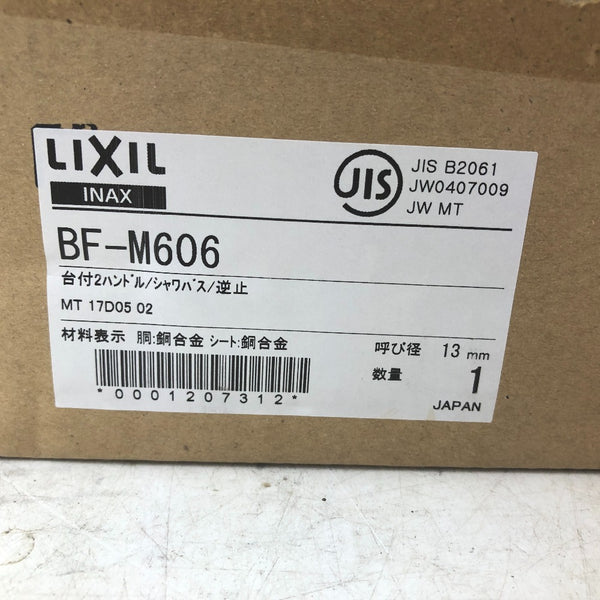 LIXIL
INAX
JIS
JIS B2061
JW0407009
JW MT
BF-M606
台付2ハンドル/シャワバス/逆止
MT 17D05 02
材料表示 胴:銅合金 シート:銅合金
呼び径 13 mm
数量 1
*0001207312*
JAPAN